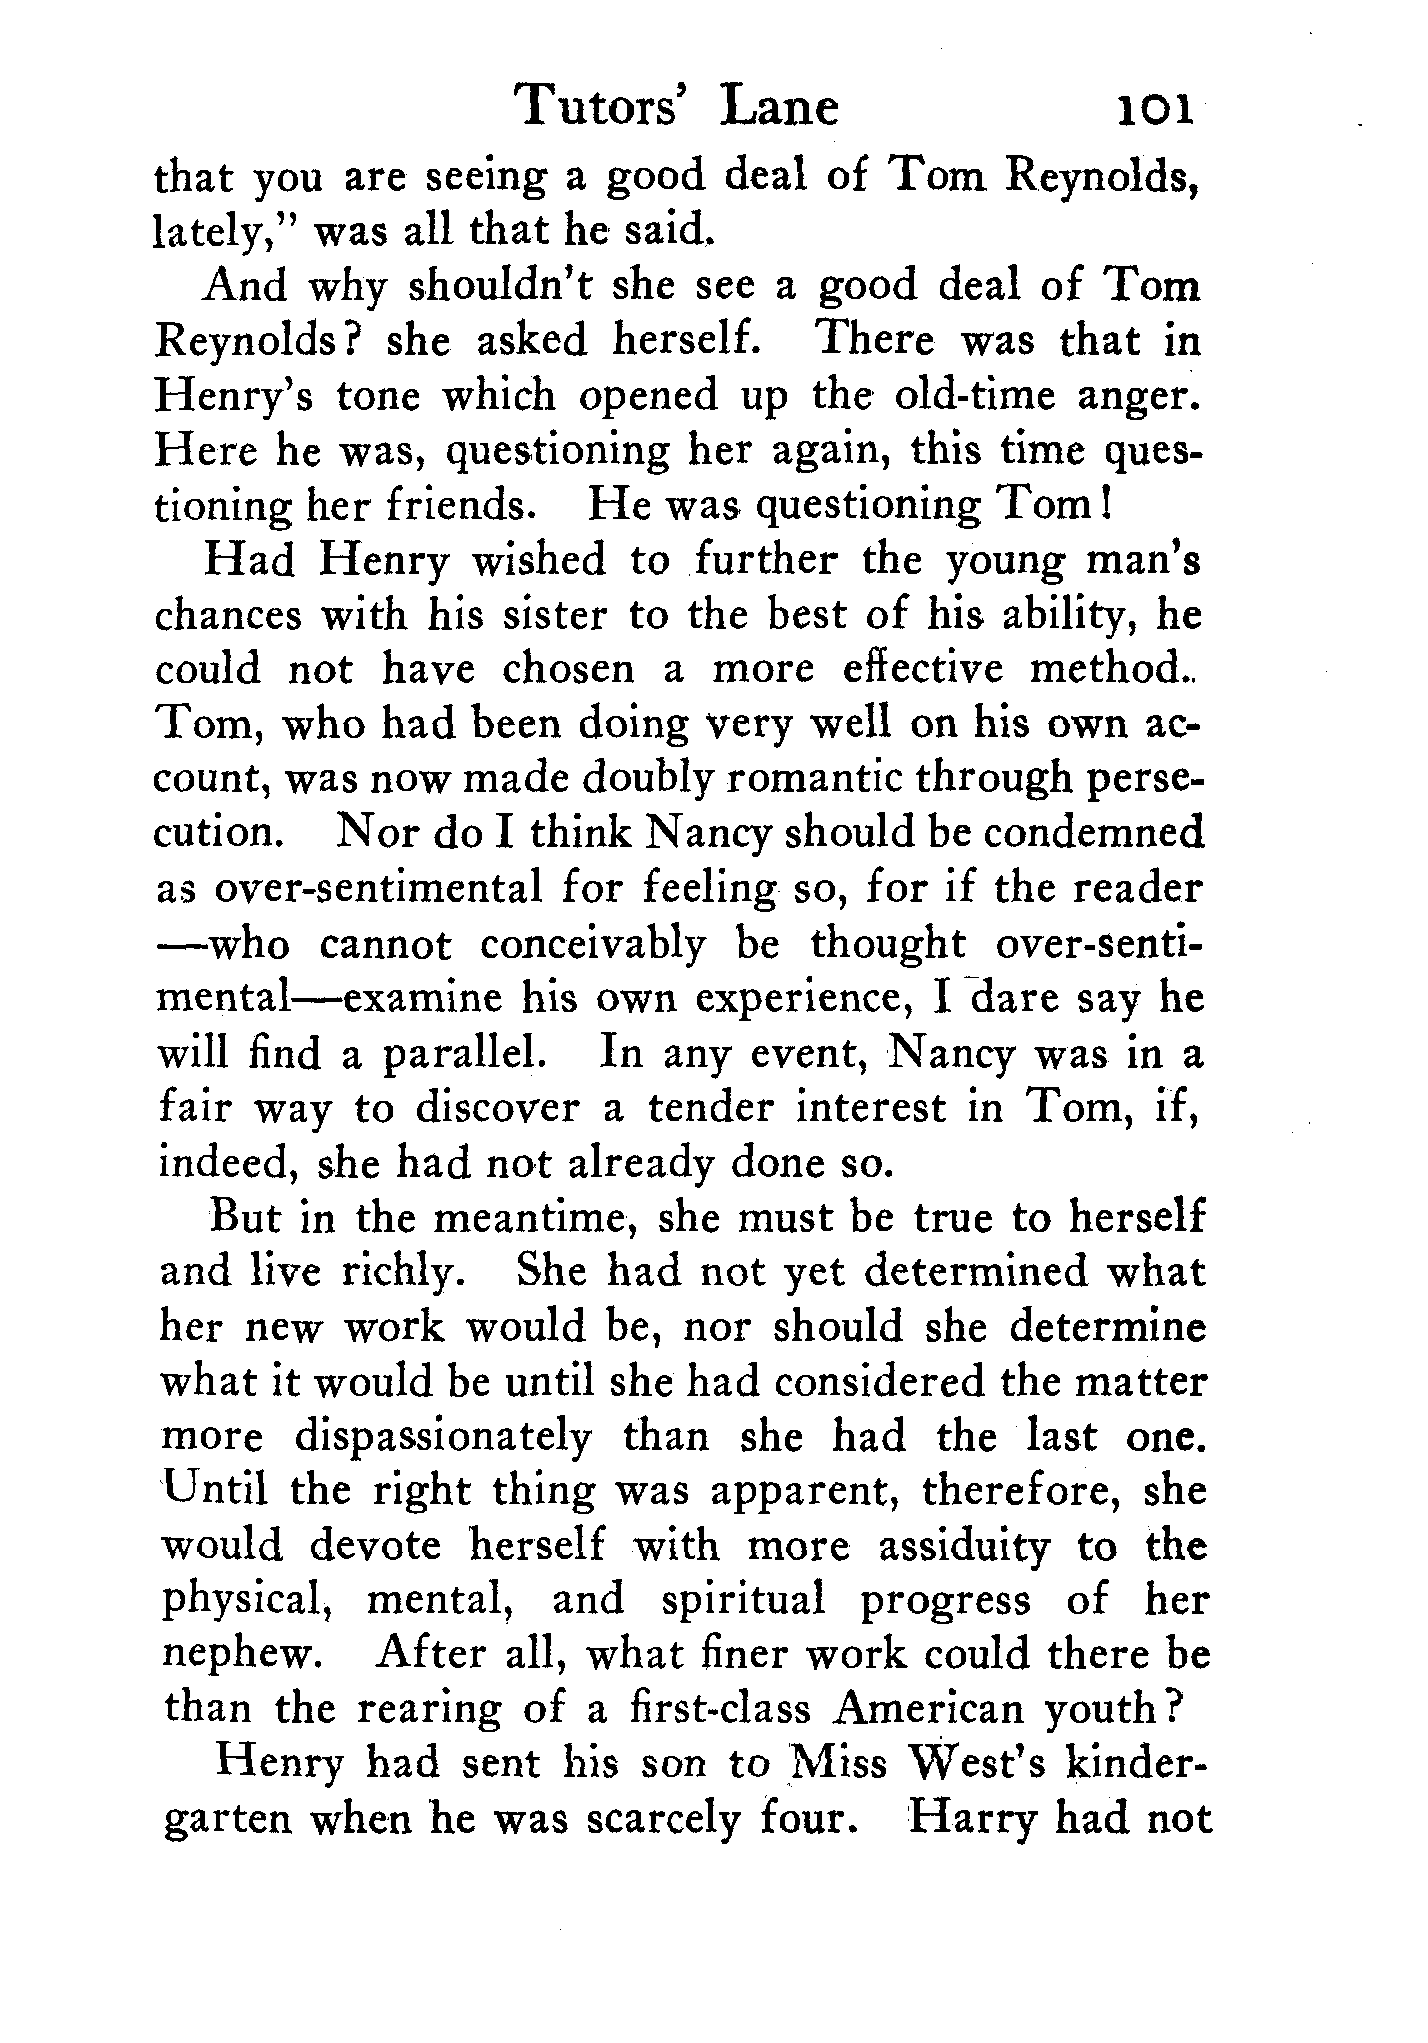 Tutors' Lane 101
that you are seeing a good deal of Tom Reynolds,
lately," was all that he said.
And why shouldn't she see a good deal of Tom
Reynolds? she asked herself. There was that in
Henry's tone which opened up the old-time anger.
Here he was, questioning her again, this time ques-
tioning her friends. He was questioning Tom!
Had Henry wished to further the young man's
chances with his sister to the best of his ability, he
could not have chosen a more effective method..
Tom, who had been doing very well on his own ac-
count, was now made doubly romantic through perse-
cution. Nor do I think Nancy should be condemned
as over-sentimental for feeling so, for if the reader
—who cannot conceivably be thought over-senti-
mental—examine his own experience, I dare say he
will find a parallel. In any event, Nancy was in a
fair way to discover a tender interest in Tom, if,
indeed, she had not already done so.
But in the meantime, she must be true to herself
and live richly. She had not yet determined what
her new work would be, nor should she determine
what it would be until she had considered the matter
more dispassionately than she had the last one.
Until the right thing was apparent, therefore, she
would devote herself with more assiduity to the
physical, mental, and spiritual progress of her
nephew. After all, what finer work could there be
than the rearing of a first-class American youth?
Henry had sent his son to Miss West's kinder-
garten when he was scarcely four. Harry had not